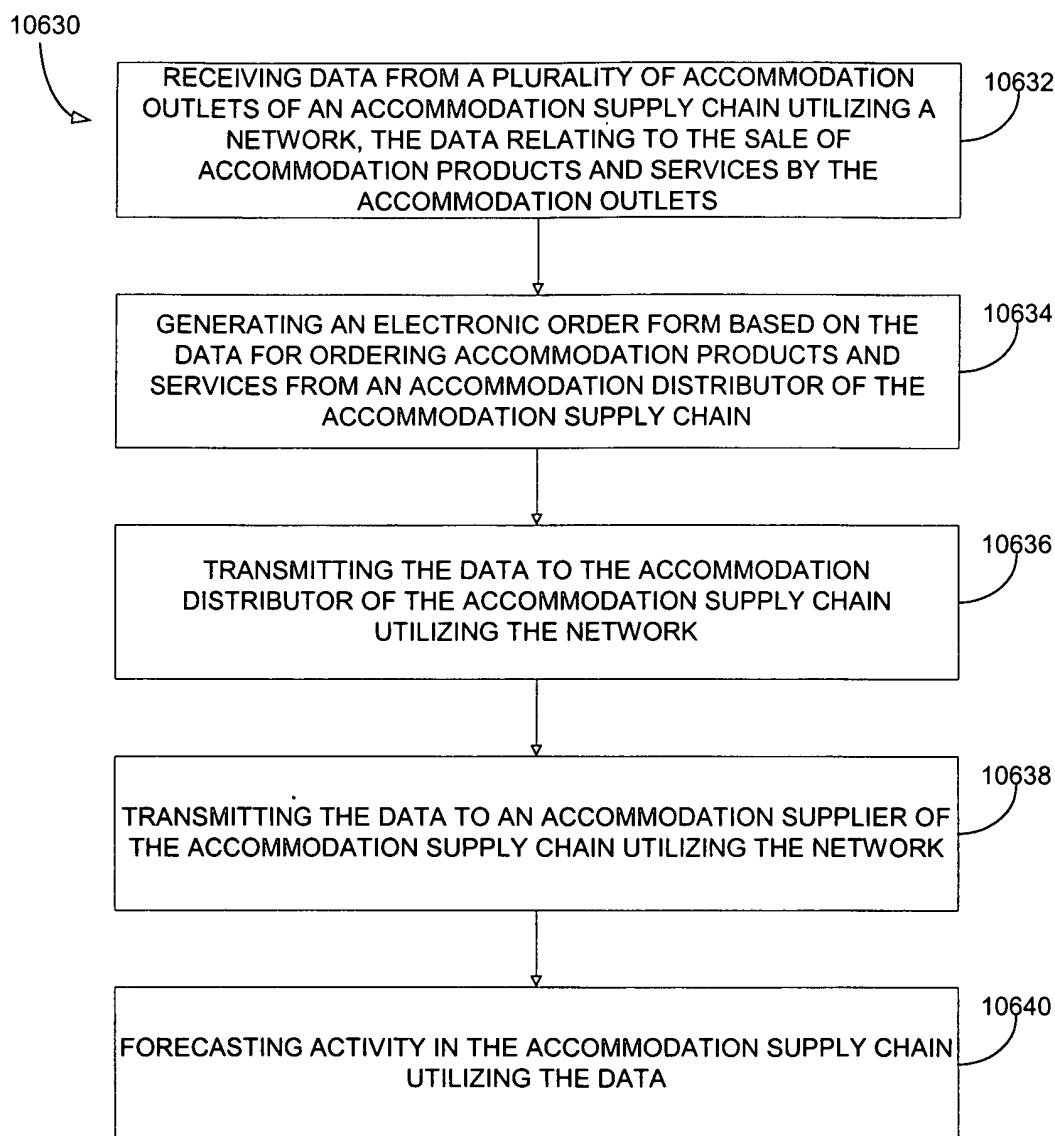 10630
RECEIVING DATA FROM A PLURALITY OF ACCOMMODATION
OUTLETS OF AN ACCOMMODATION SUPPLY CHAIN UTILIZING A
NETWORK, THE DATA RELATING TO THE SALE OF
ACCOMMODATION PRODUCTS AND SERVICES BY THE
ACCOMMODATION OUTLETS
10632
GENERATING AN ELECTRONIC ORDER FORM BASED ON THE
DATA FOR ORDERING ACCOMMODATION PRODUCTS AND
SERVICES FROM AN ACCOMMODATION DISTRIBUTOR OF THE
ACCOMMODATION SUPPLY CHAIN
10634
TRANSMITTING THE DATA TO THE ACCOMMODATION
DISTRIBUTOR OF THE ACCOMMODATION SUPPLY CHAIN
UTILIZING THE NETWORK
10636
TRANSMITTING THE DATA TO AN ACCOMMODATION SUPPLIER OF
THE ACCOMMODATION SUPPLY CHAIN UTILIZING THE NETWORK
10638
FORECASTING ACTIVITY IN THE ACCOMMODATION SUPPLY CHAIN
UTILIZING THE DATA
10640